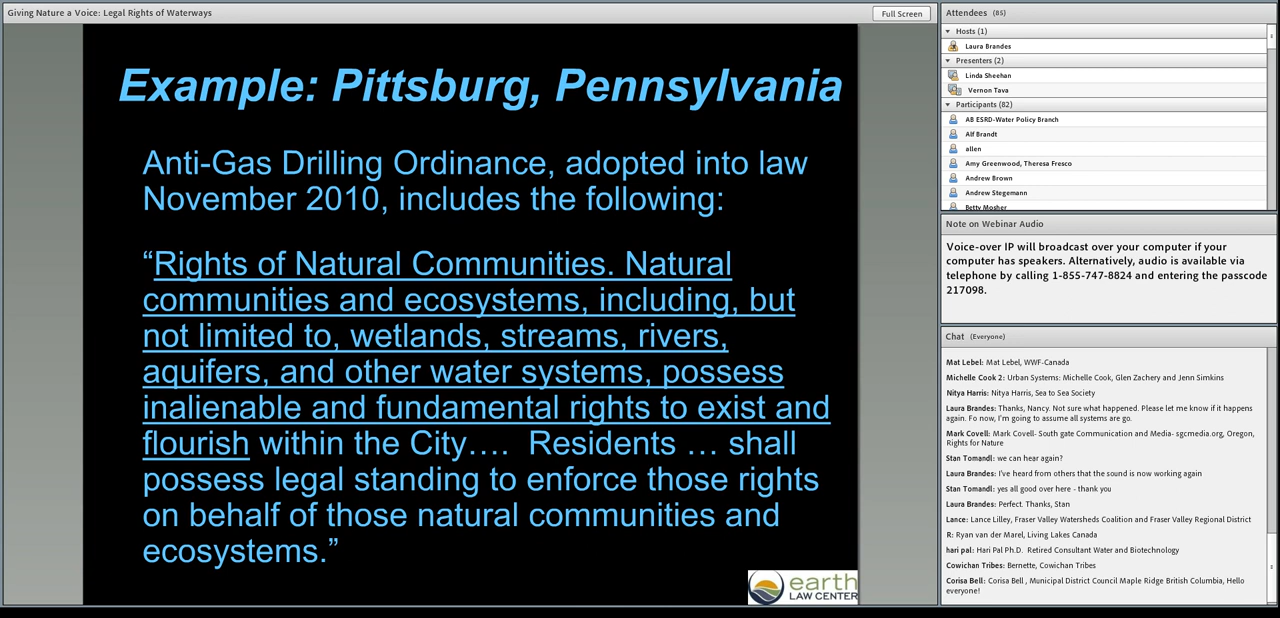 Giving Nature a Voice: Legal Rights of Waterways
Full Screen
Example: Pittsburg, Pennsylvania
Anti-Gas Drilling Ordinance, adopted into law
November 2010, includes the following:
“Rights of Natural Communities. Natural
communities and ecosystems, including, but
not limited to, wetlands, streams, rivers,
aquifers, and other water systems, possess
inalienable and fundamental rights to exist and
flourish within the City…. Residents … shall
possess legal standing to enforce those rights
on behalf of those natural communities and
ecosystems.”
earth
LAW CENTER
Attendees (85)
Hosts (1)
Laura Brandes
Presenters (2)
Linda Sheehan
Vernon Tava
Participants (82)
AB ESRD-Water Policy Branch
Alf Brandt
allen
Amy Greenwood, Theresa Fresco
Andrew Brown
Andrew Stegemann
Betty Mosher
Note on Webinar Audio
Voice-over IP will broadcast over your computer if your
computer has speakers. Alternatively, audio is available via
telephone by calling 1-855-747-8824 and entering the passcode
217098.
Chat (Everyone)
Mat Lebel: Mat Lebel, WWF-Canada
Michelle Cook 2: Urban Systems: Michelle Cook, Glen Zachery and Jenn Simkins
Nitya Harris: Nitya Harris, Sea to Sea Society
Laura Brandes: Thanks, Nancy. Not sure what happened. Please let me know if it happens
again. Fo now, I'm going to assume all systems are go.
Mark Covell: Mark Covell- South gate Communication and Media- sgcmedia.org, Oregon,
Rights for Nature
Stan Tomandl: we can hear again?
Laura Brandes: I've heard from others that the sound is now working again
Stan Tomandl: yes all good over here - thank you
Laura Brandes: Perfect. Thanks, Stan
Lance: Lance Lilley, Fraser Valley Watersheds Coalition and Fraser Valley Regional District
R: Ryan van der Marel, Living Lakes Canada
hari pal: Hari Pal Ph.D. Retired Consultant Water and Biotechnology
Cowichan Tribes: Bernette, Cowichan Tribes
Corisa Bell: Corisa Bell , Municipal District Council Maple Ridge British Columbia, Hello
everyone!